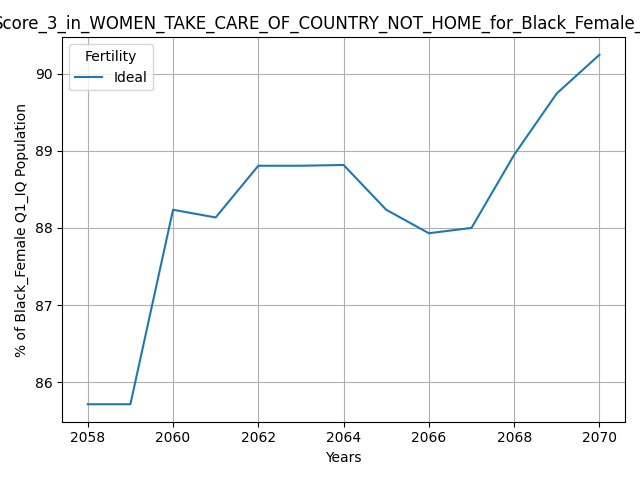 Score_3_in_WOMEN_TAKE_CARE_OF_COUNTRY_NOT_HOME_for_Black_Female_
Fertility
Ideal
% of Black_Female Q1_IQ Population
90
89
88
87
86
2058 2060 2062 2064 2066 2068 2070
Years